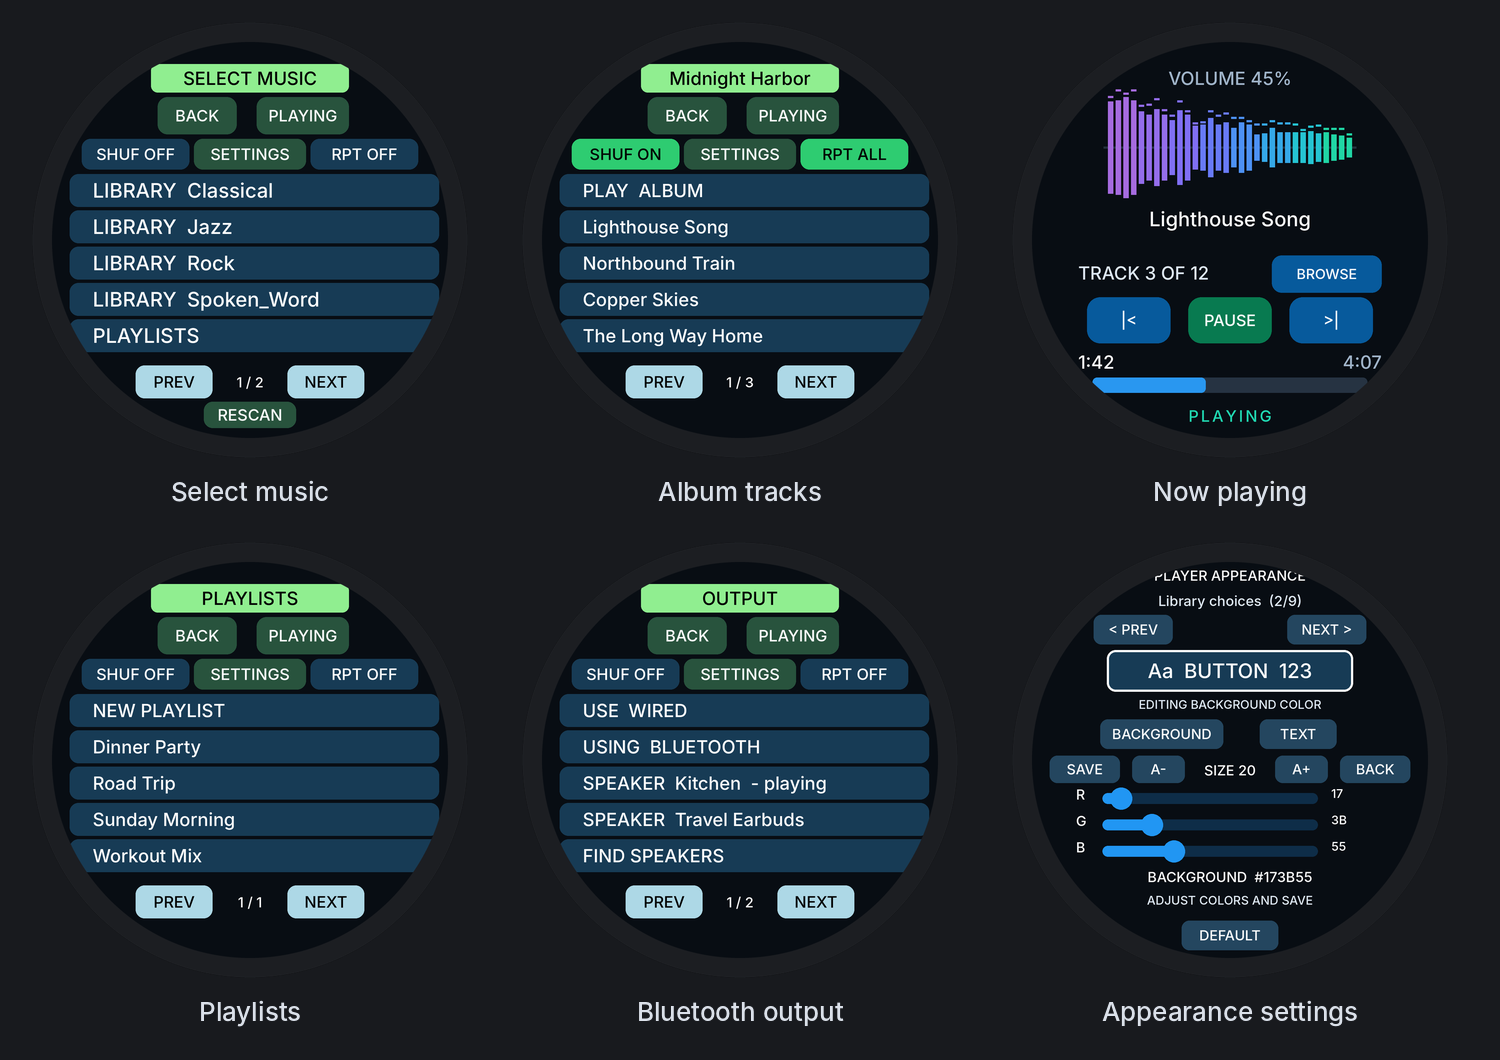 SELECT MUSIC
BACK PLAYING
SHUF OFF SETTINGS RPT OFF
LIBRARY Classical
LIBRARY Jazz
LIBRARY Rock
LIBRARY Spoken_Word
PLAYLISTS
PREV 1 / 2 NEXT
RESCAN
Select music
Midnight Harbor
BACK PLAYING
SHUF ON SETTINGS RPT ALL
PLAY ALBUM
Lighthouse Song
Northbound Train
Copper Skies
The Long Way Home
PREV 1 / 3 NEXT
Album tracks
VOLUME 45%
Lighthouse Song
TRACK 3 OF 12 BROWSE
|< PAUSE >|
1:42 4:07
PLAYING
Now playing
PLAYLISTS
BACK PLAYING
SHUF OFF SETTINGS RPT OFF
NEW PLAYLIST
Dinner Party
Road Trip
Sunday Morning
Workout Mix
PREV 1 / 1 NEXT
Playlists
OUTPUT
BACK PLAYING
SHUF OFF SETTINGS RPT OFF
USE WIRED
USING BLUETOOTH
SPEAKER Kitchen - playing
SPEAKER Travel Earbuds
FIND SPEAKERS
PREV 1 / 2 NEXT
Bluetooth output
PLAYER APPEARANCE
Library choices (2/9)
< PREV NEXT >
Aa BUTTON 123
EDITING BACKGROUND COLOR
BACKGROUND TEXT
SAVE A- SIZE 20 A+ BACK
R 17
G 3B
B 55
BACKGROUND #173B55
ADJUST COLORS AND SAVE
DEFAULT
Appearance settings